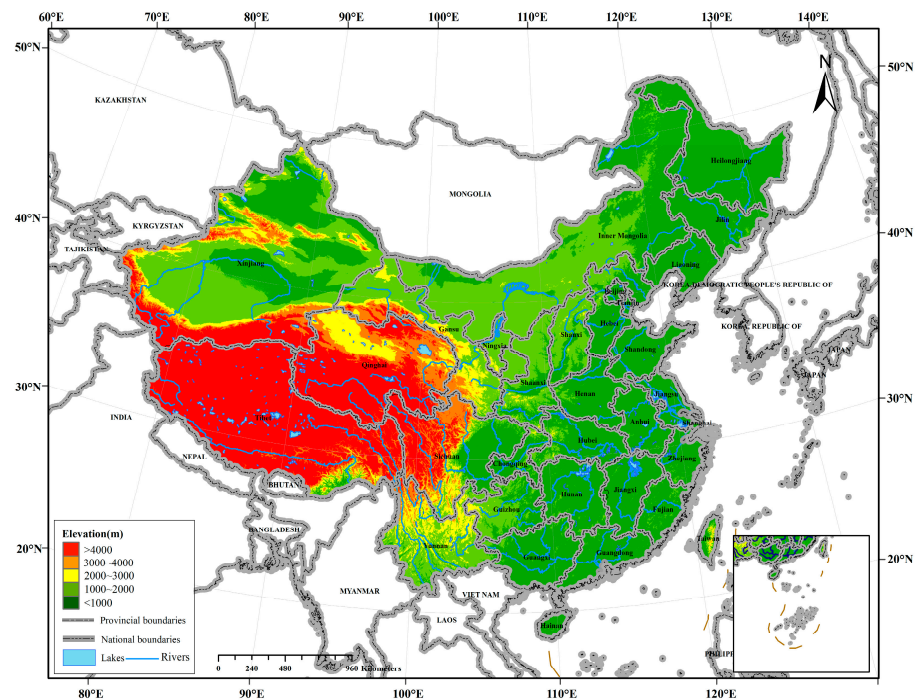 60°E 70°E 80°E 90°E 100°E 110°E 120°E 130°E 140°E
50°N
50°N
KAZAKHSTAN
N
Heilongjiang
MONGOLIA
40°N
KYRGYZSTAN
Jilin
Inner Mongolia
40°N
TAJIKISTAN
Xinjiang
Liaoning
KOREA, DEMOCRATIC PEOPLE'S REPUBLIC OF
Beijing
Tianjin
Hebei
KOREA, REPUBLIC OF
Gansu
Shanxi
Ningxia
Shandong
JAPAN
Qinghai
JAPAN
30°N
Shaanxi
Henan
Jiangsu
30°N
INDIA
Tibet
Anhui
Shanghai
Hubei
NEPAL
Sichuan
Chongqing
Zhejiang
BHUTAN
Hunan
Jiangxi
Guizhou
Fujian
BANGLADESH
Elevation(m)
>4000
3000 -4000
2000~3000
1000~2000
<1000
Provincial boundaries
National boundaries
Lakes
Rivers
20°N
Yunnan
Guangxi
Guangdong
Taiwan
20°N
MYANMAR
VIET NAM
LAOS
Hainan
PHILIPP
0 240 480 960 Kilometers
80°E 90°E 100°E 110°E 120°E